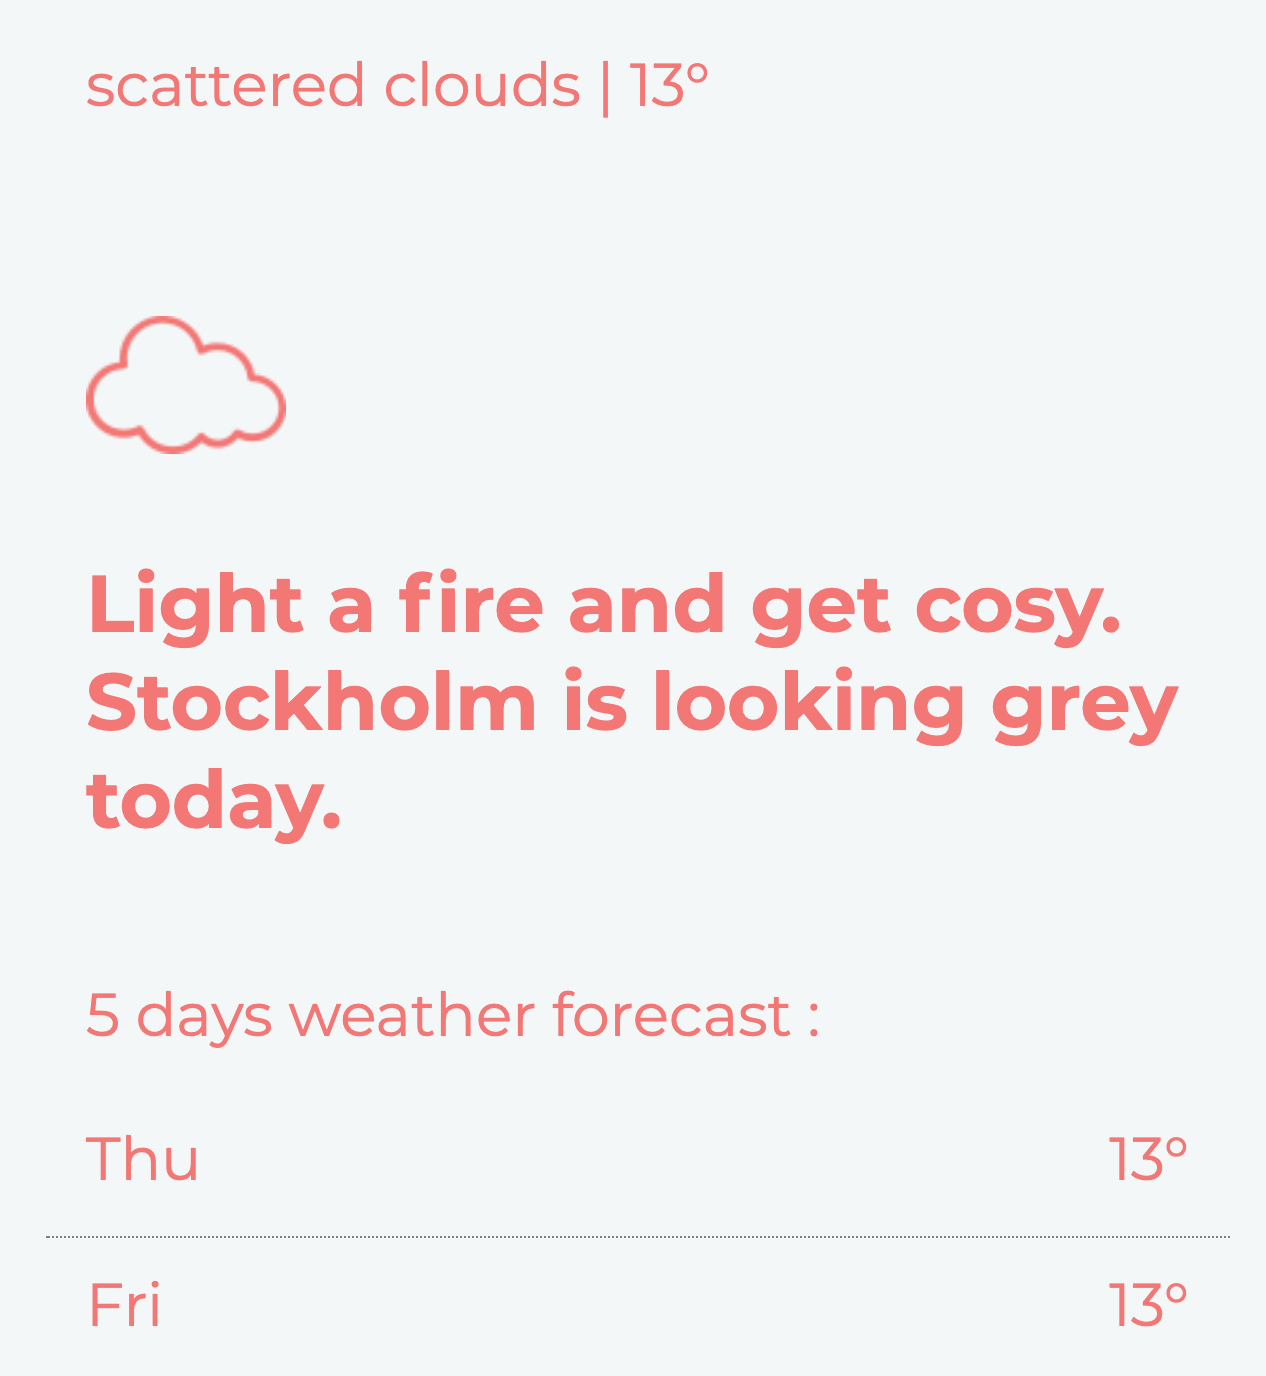 scattered clouds | 13°
Light a fire and get cosy.
Stockholm is looking grey
today.
5 days weather forecast :
Thu 13°
Fri 13°